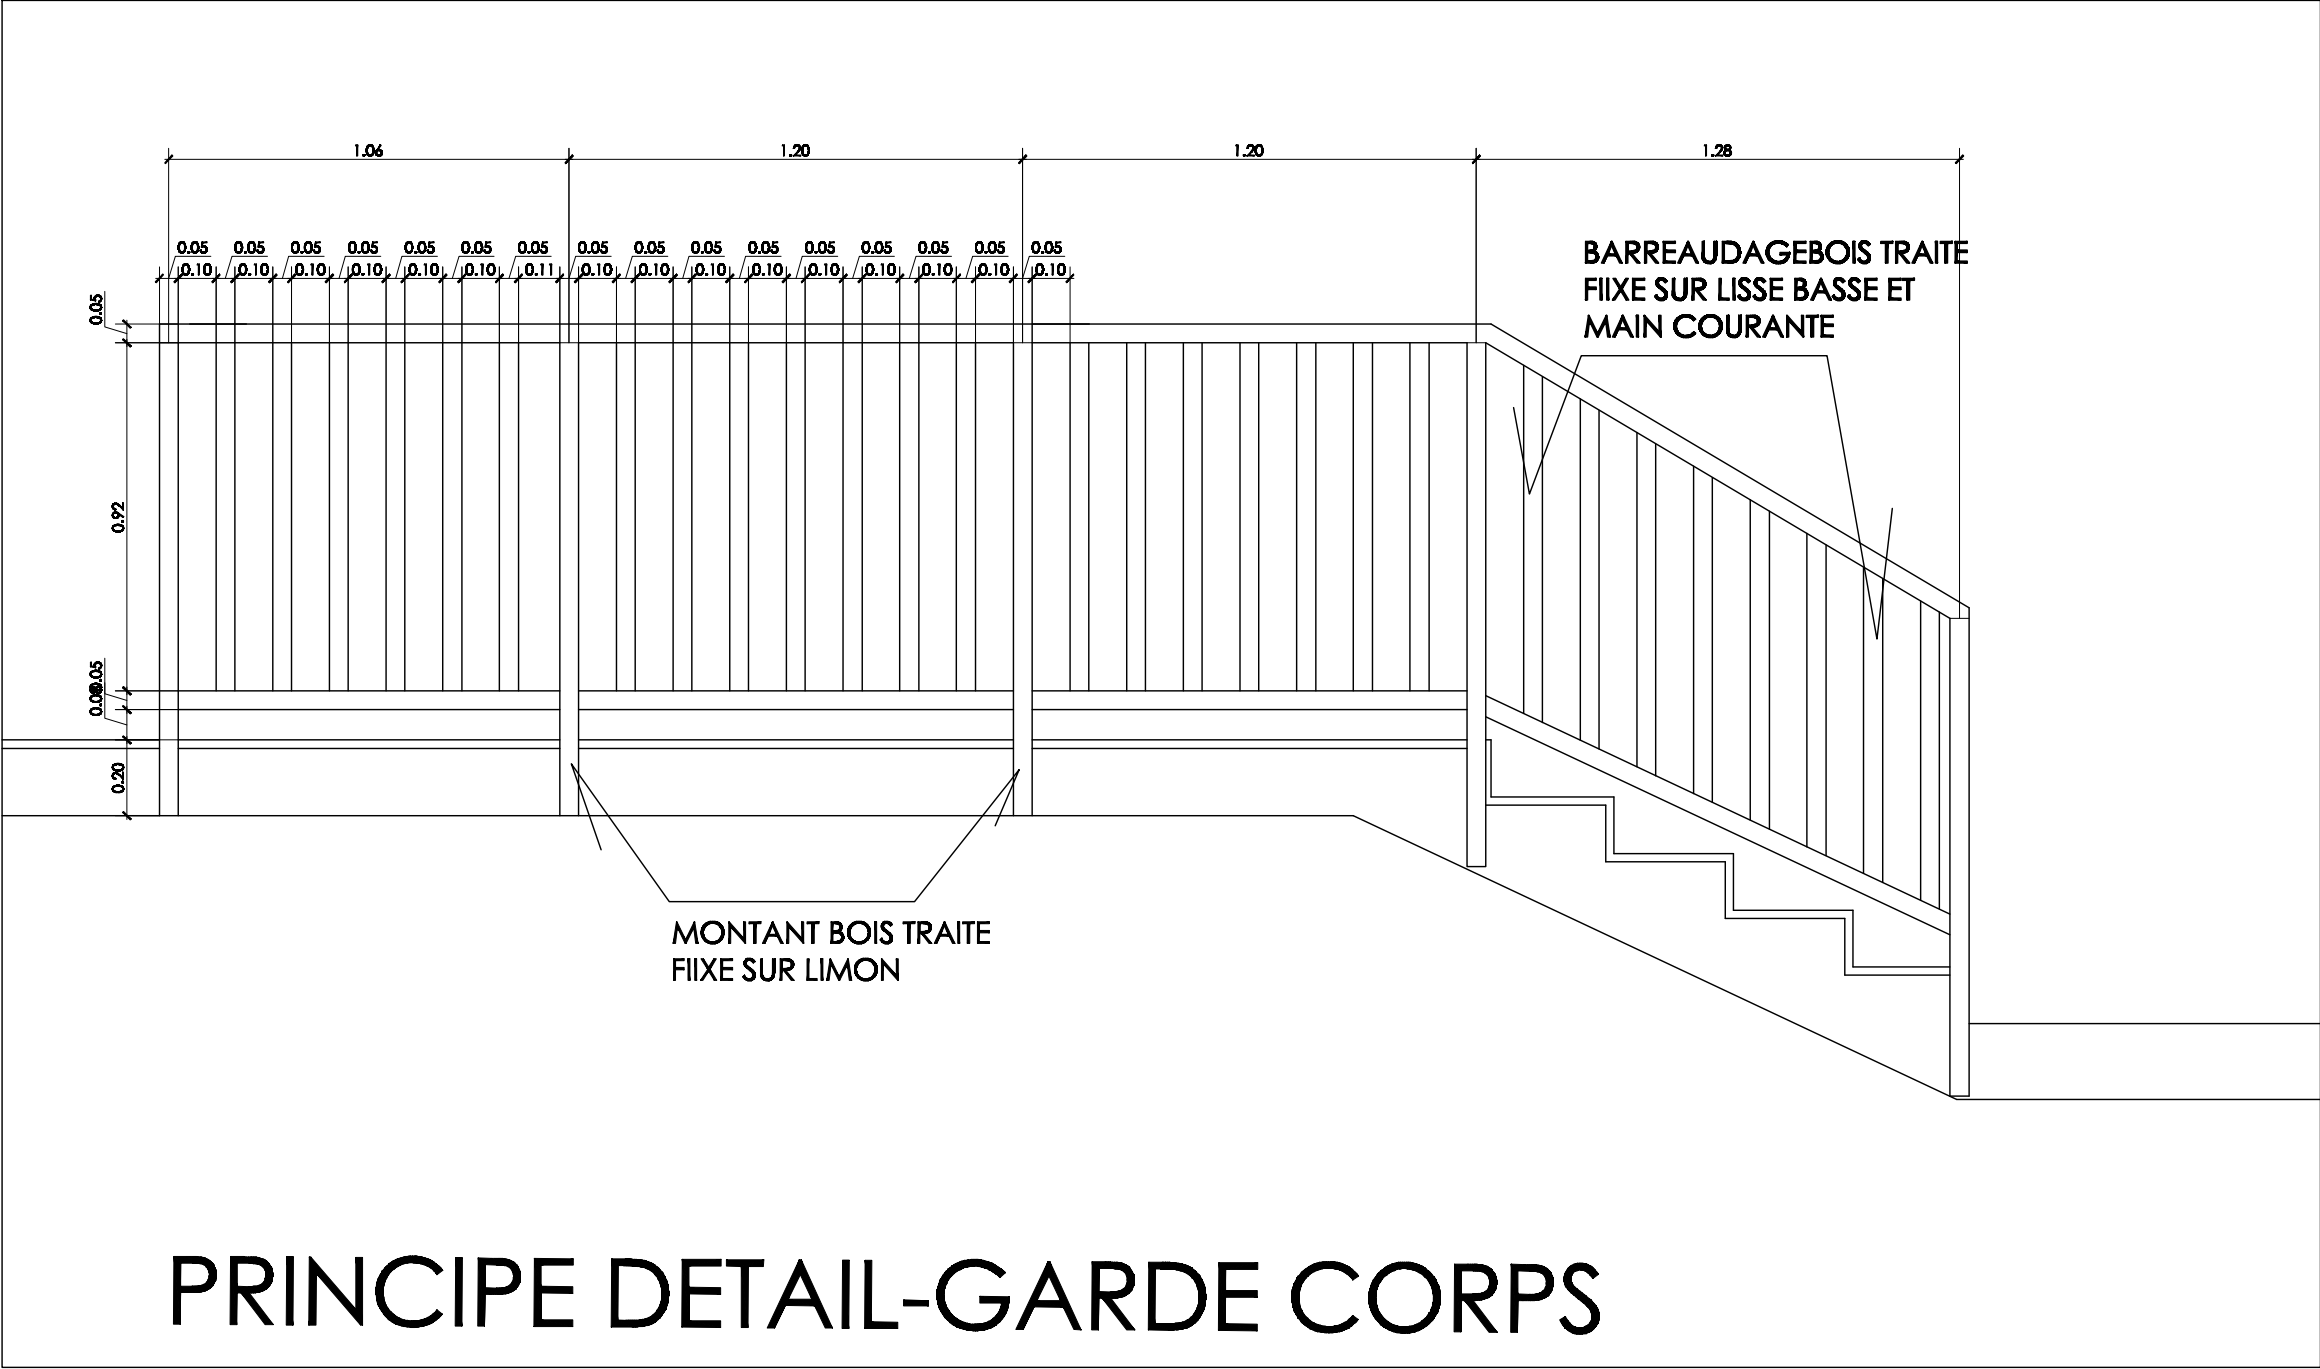 1.06 1.20 1.20 1.28
0.05 0.05 0.05 0.05 0.05 0.05 0.05 0.05 0.05 0.05 0.05 0.05 0.05 0.05 0.05 0.05
0.10 0.10 0.10 0.10 0.10 0.10 0.11 0.10 0.10 0.10 0.10 0.10 0.10 0.10 0.10 0.10
BARREAUDAGEBOIS TRAITE
FIIXE SUR LISSE BASSE ET
MAIN COURANTE
0.05
0.92
0.05
0.08
0.20
MONTANT BOIS TRAITE
FIIXE SUR LIMON
PRINCIPE DETAIL-GARDE CORPS